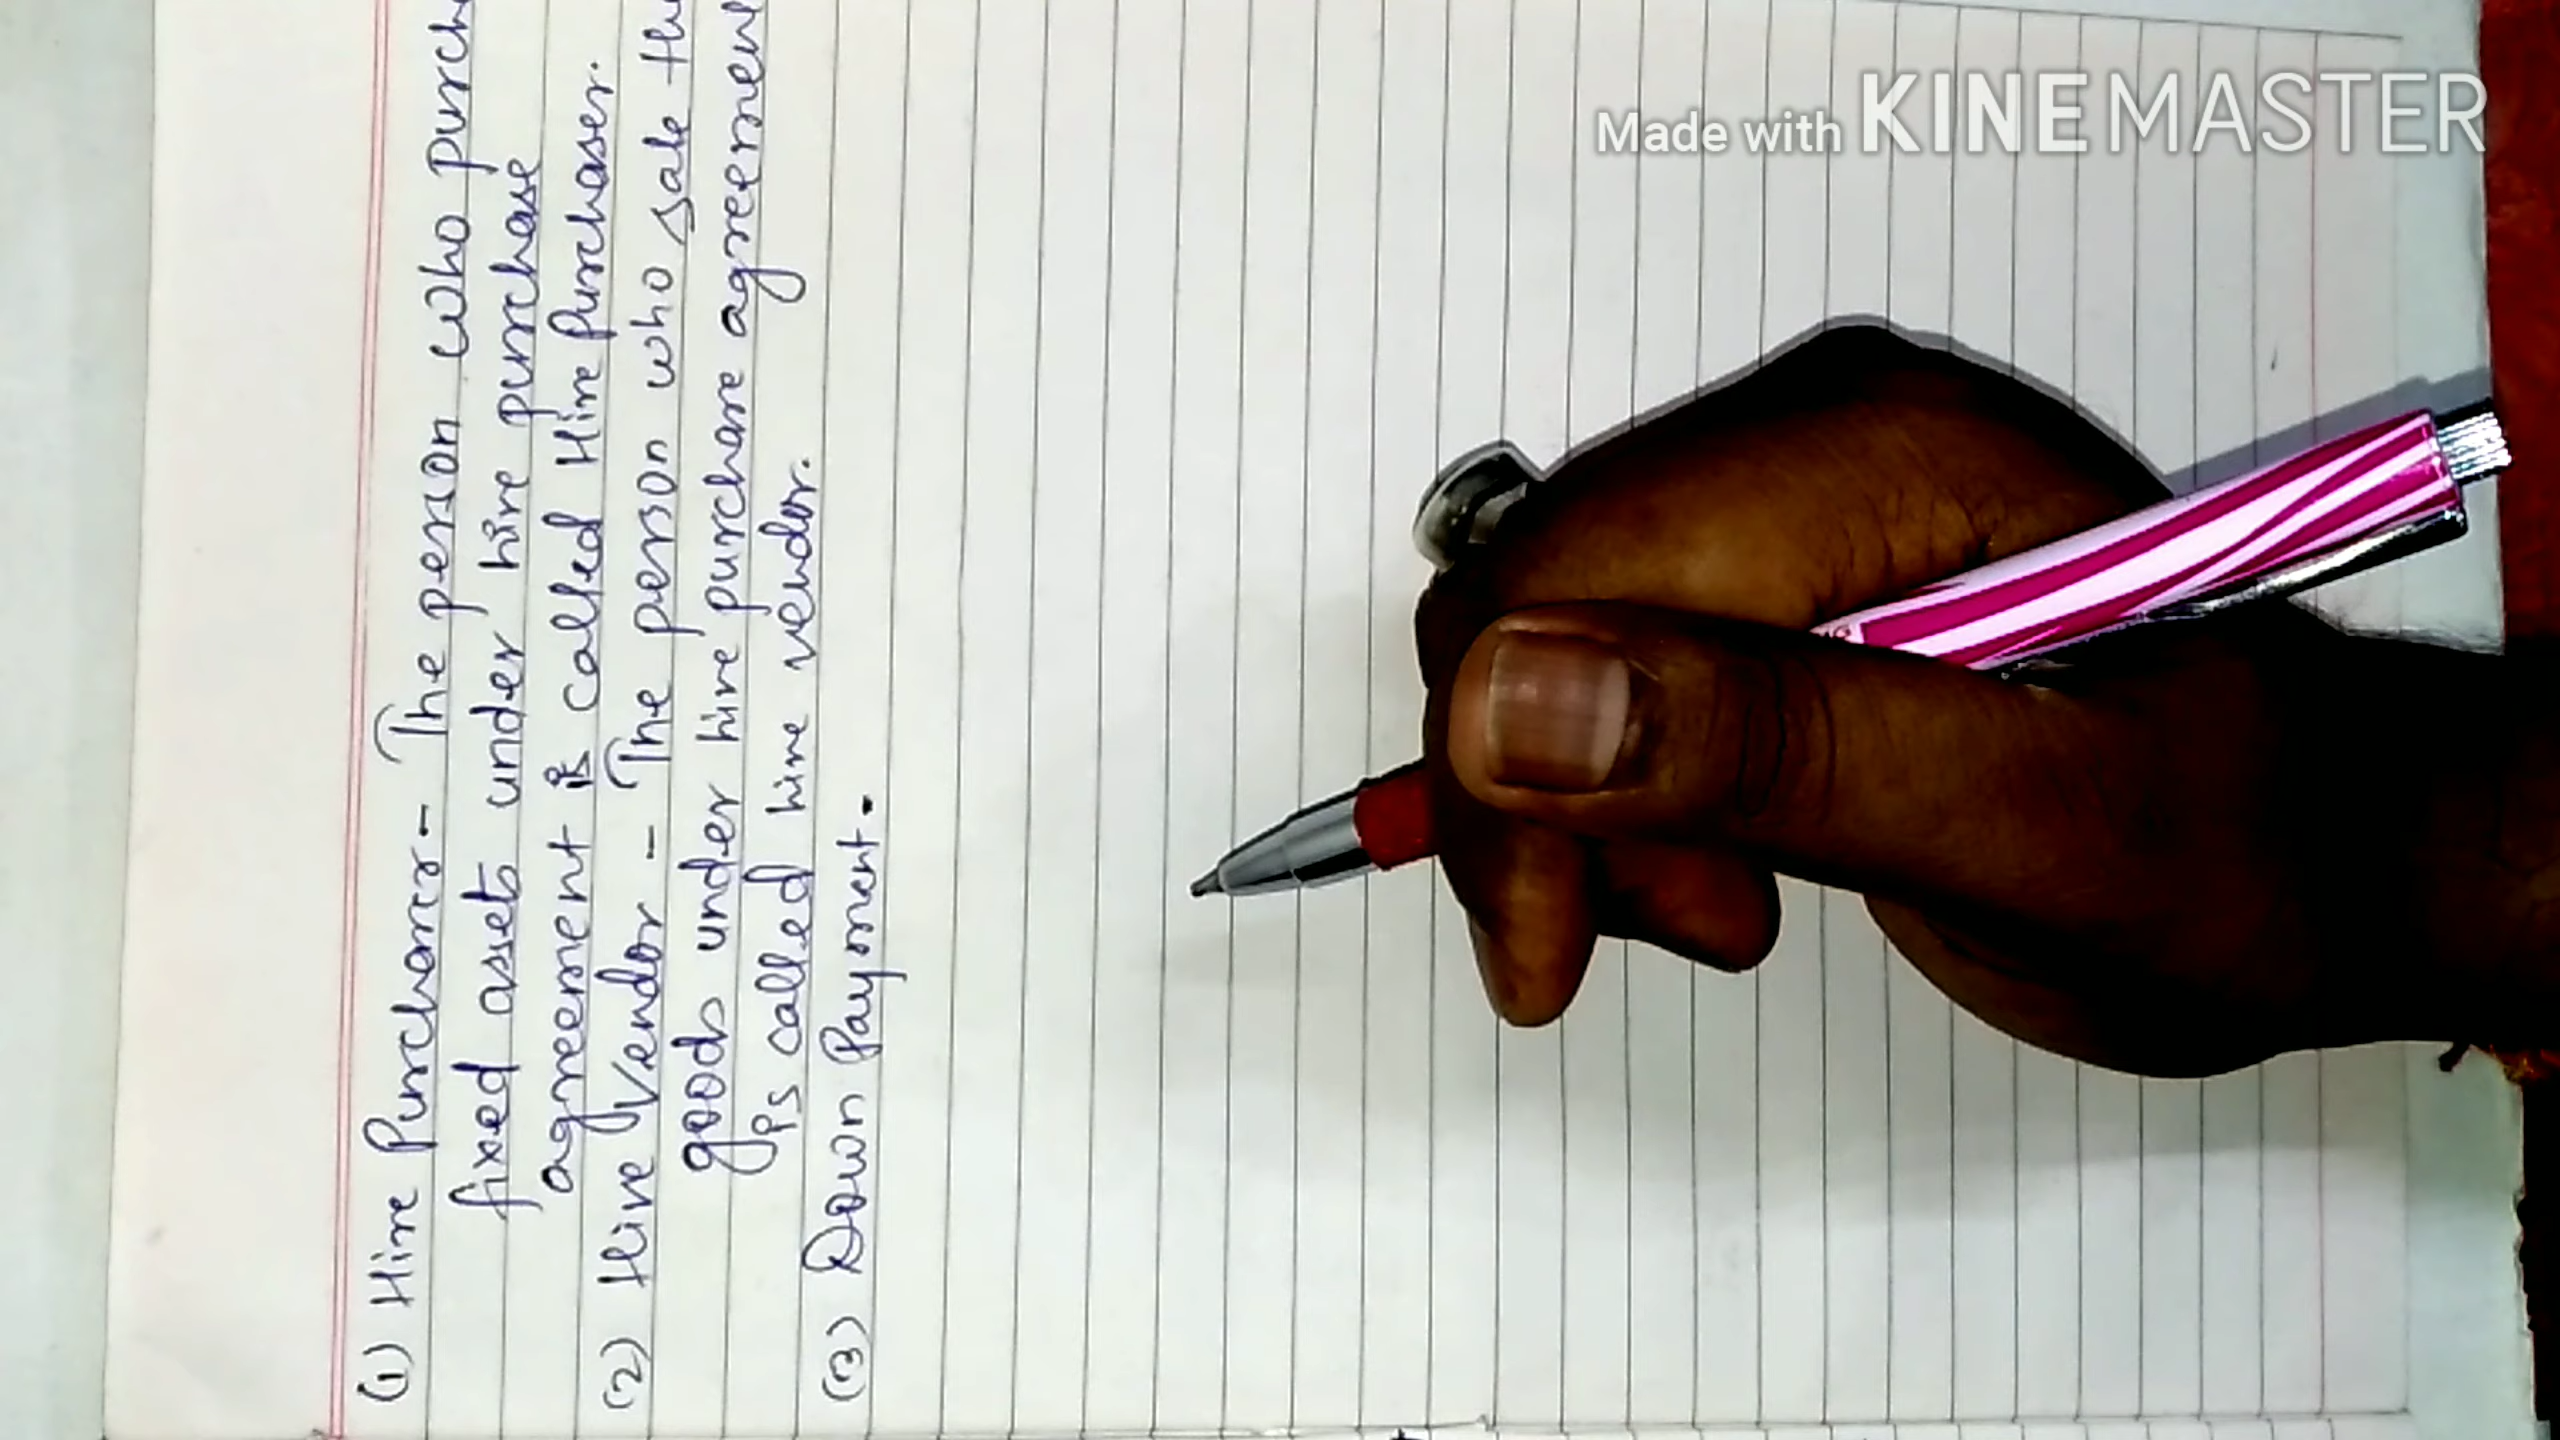 (1) Hire Purchaser - The person who purch
fixed assets under hire purchase
agreement is called Hire Purchaser.
(2) Hire Vendor - The person who sale the
goods under hire purchase agreemen
is called hire vendor.
(3) Down Payment -
Made with KINEMASTER